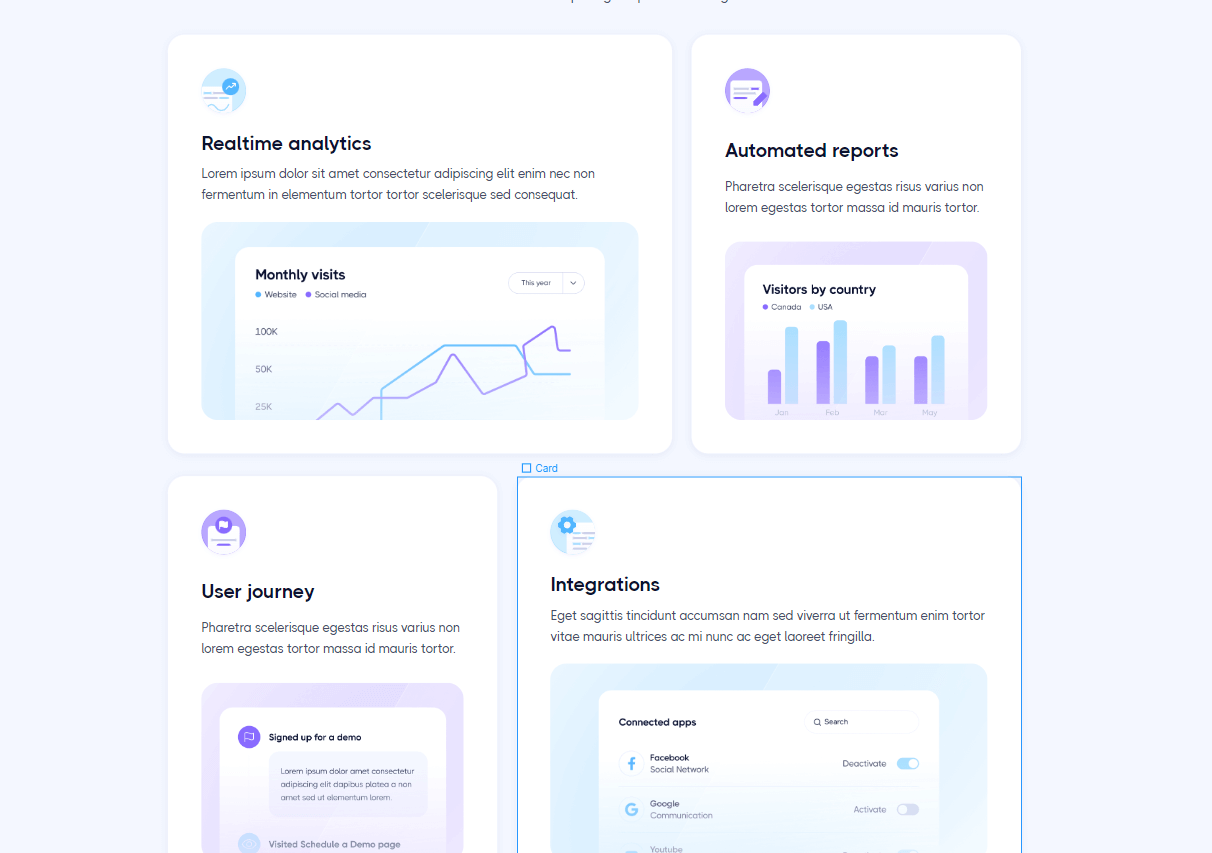 Realtime analytics
Lorem ipsum dolor sit amet consectetur adipiscing elit enim nec non
fermentum in elementum tortor tortor scelerisque sed consequat.
Monthly visits
Website Social media
This year
100K
50K
25K
Automated reports
Pharetra scelerisque egestas risus varius non
lorem egestas tortor massa id mauris tortor.
Visitors by country
Canada USA
Jan Feb Mar May
Card
User journey
Pharetra scelerisque egestas risus varius non
lorem egestas tortor massa id mauris tortor.
Signed up for a demo
Lorem ipsum dolor amet consectetur
adipiscing elit dapibus platea a non
amet sed ut elementum lorem.
Visited Schedule a Demo page
Integrations
Eget sagittis tincidunt accumsan nam sed viverra ut fermentum enim tortor
vitae mauris ultrices ac mi nunc ac eget laoreet fringilla.
Connected apps
Search
Facebook
Social Network
Deactivate
Google
Communication
Activate
Youtube